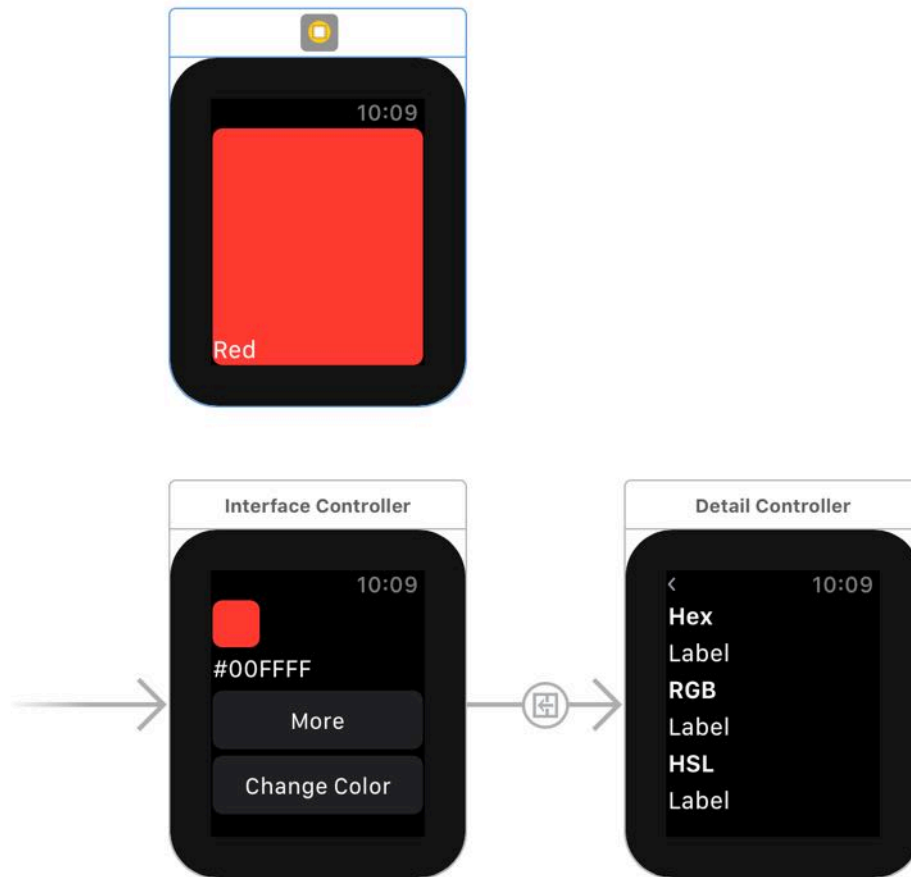 10:09
Red
Interface Controller
10:09
#00FFFF
More
Change Color
Detail Controller
10:09
Hex
Label
RGB
Label
HSL
Label